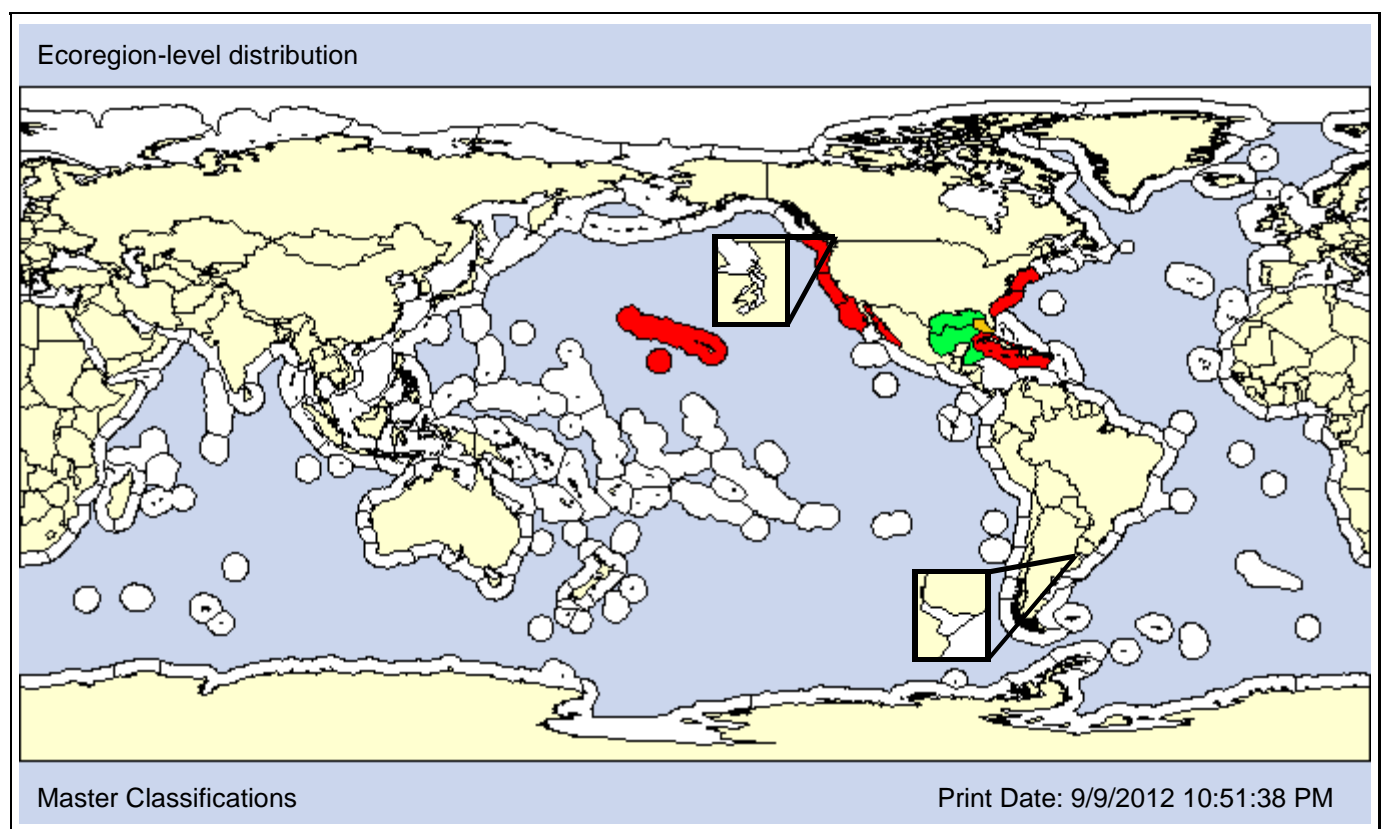 Ecoregion-level distribution
Master Classifications
Print Date: 9/9/2012 10:51:38 PM